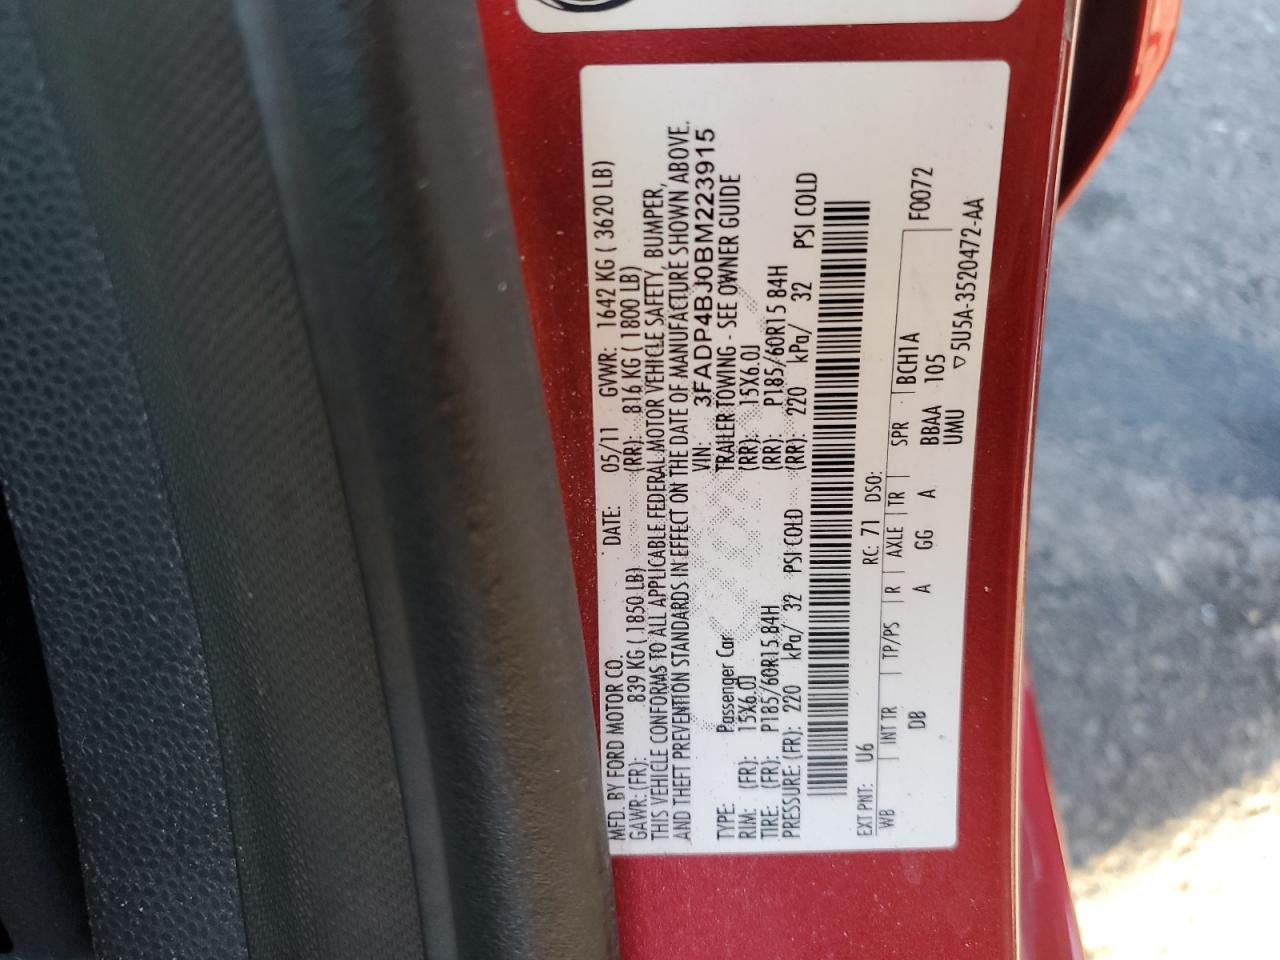 MFD. BY FORD MOTOR CO. DATE: 05/11 GVWR: 1642 KG ( 3620 LB)
GAWR: (FR): 839 KG ( 1850 LB) (RR): 816 KG ( 1800 LB)
THIS VEHICLE CONFORMS TO ALL APPLICABLE FEDERAL MOTOR VEHICLE SAFETY, BUMPER,
AND THEFT PREVENTION STANDARDS IN EFFECT ON THE DATE OF MANUFACTURE SHOWN ABOVE.
VIN: 3FADP4BJ0BM223915
TYPE: Passenger Car TRAILER TOWING - SEE OWNER GUIDE
RIM: (FR): 15X6.0J (RR): 15X6.0J
TIRE: (FR): P185/60R15 84H (RR): P185/60R15 84H
PRESSURE: (FR): 220 kPa/ 32 PSI COLD (RR): 220 kPa/ 32 PSI COLD
EXT PNT: U6 RC: 71 DSO:
WB INT TR TP/PS R AXLE TR SPR BCH1A F0072
DB A GG A BBAA 105
UMU ▽5U5A-3520472-AA